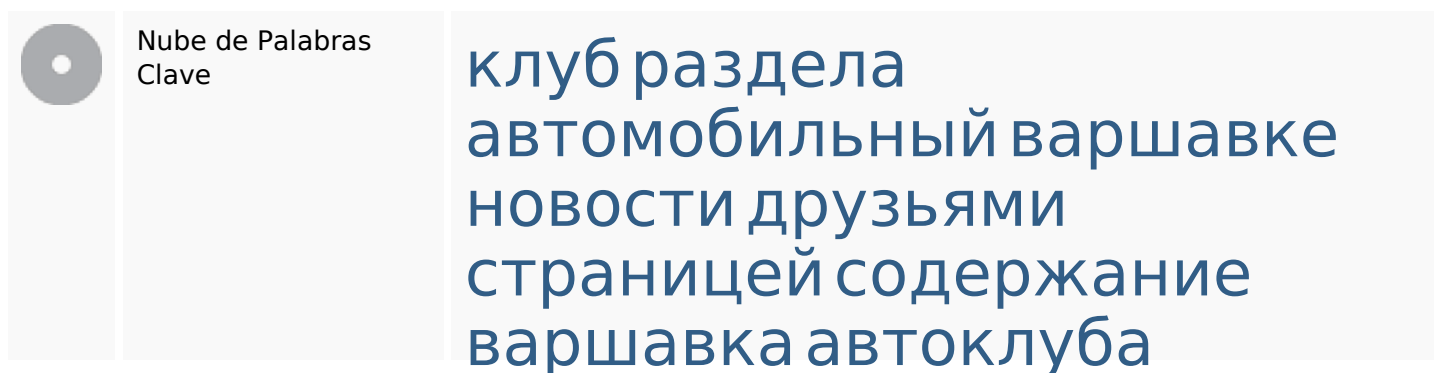 Nube de Palabras
Clave
клуб раздела
автомобильный варшавке
новости друзьями
страницей содержание
варшавка автоклуба